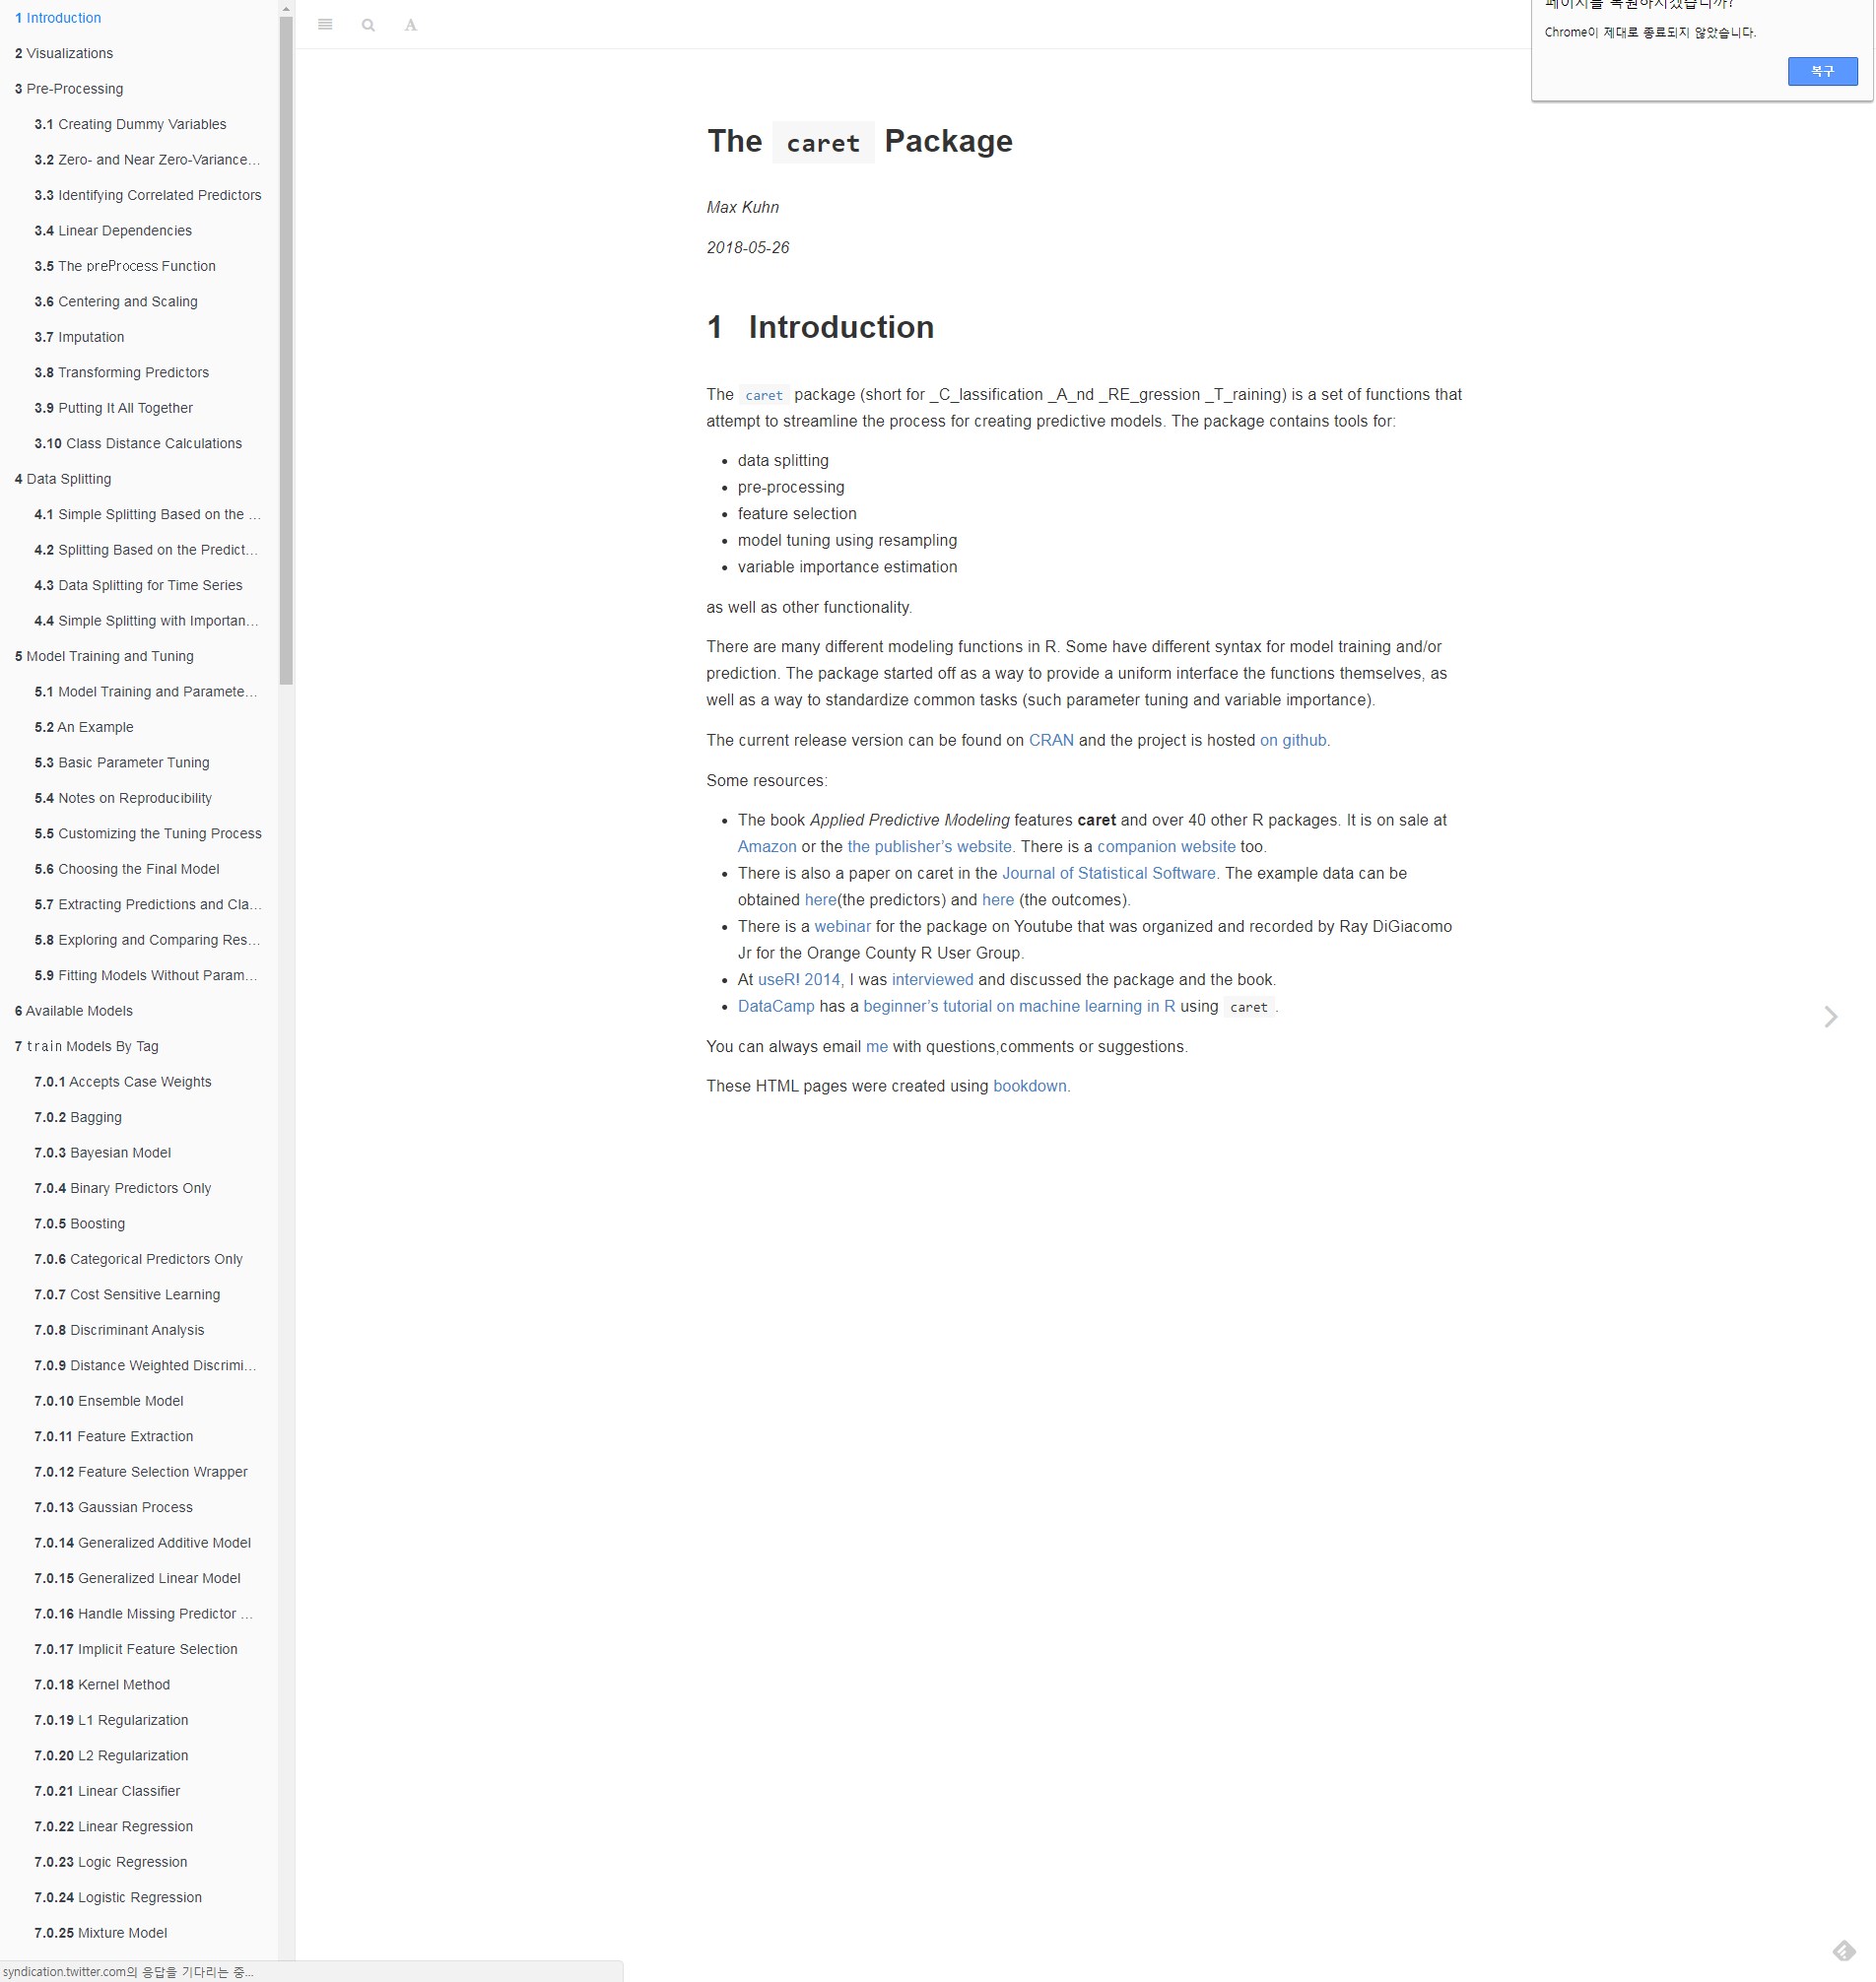 1 Introduction
2 Visualizations
3 Pre-Processing
3.1 Creating Dummy Variables
3.2 Zero- and Near Zero-Variance…
3.3 Identifying Correlated Predictors
3.4 Linear Dependencies
3.5 The preProcess Function
3.6 Centering and Scaling
3.7 Imputation
3.8 Transforming Predictors
3.9 Putting It All Together
3.10 Class Distance Calculations
4 Data Splitting
4.1 Simple Splitting Based on the …
4.2 Splitting Based on the Predict…
4.3 Data Splitting for Time Series
4.4 Simple Splitting with Importan…
5 Model Training and Tuning
5.1 Model Training and Paramete…
5.2 An Example
5.3 Basic Parameter Tuning
5.4 Notes on Reproducibility
5.5 Customizing the Tuning Process
5.6 Choosing the Final Model
5.7 Extracting Predictions and Cla…
5.8 Exploring and Comparing Res…
5.9 Fitting Models Without Param…
6 Available Models
7 train Models By Tag
7.0.1 Accepts Case Weights
7.0.2 Bagging
7.0.3 Bayesian Model
7.0.4 Binary Predictors Only
7.0.5 Boosting
7.0.6 Categorical Predictors Only
7.0.7 Cost Sensitive Learning
7.0.8 Discriminant Analysis
7.0.9 Distance Weighted Discrimi…
7.0.10 Ensemble Model
7.0.11 Feature Extraction
7.0.12 Feature Selection Wrapper
7.0.13 Gaussian Process
7.0.14 Generalized Additive Model
7.0.15 Generalized Linear Model
7.0.16 Handle Missing Predictor …
7.0.17 Implicit Feature Selection
7.0.18 Kernel Method
7.0.19 L1 Regularization
7.0.20 L2 Regularization
7.0.21 Linear Classifier
7.0.22 Linear Regression
7.0.23 Logic Regression
7.0.24 Logistic Regression
7.0.25 Mixture Model
syndication.twitter.com의 응답을 기다리는 중...
A
페이지를 복원하시겠습니까?
Chrome이 제대로 종료되지 않았습니다.
복구
The caret Package
Max Kuhn
2018-05-26
1 Introduction
The caret package (short for _C_lassification _A_nd _RE_gression _T_raining) is a set of functions that
attempt to streamline the process for creating predictive models. The package contains tools for:
• data splitting
• pre-processing
• feature selection
• model tuning using resampling
• variable importance estimation
as well as other functionality.
There are many different modeling functions in R. Some have different syntax for model training and/or
prediction. The package started off as a way to provide a uniform interface the functions themselves, as
well as a way to standardize common tasks (such parameter tuning and variable importance).
The current release version can be found on CRAN and the project is hosted on github.
Some resources:
• The book Applied Predictive Modeling features caret and over 40 other R packages. It is on sale at
Amazon or the the publisher’s website. There is a companion website too.
• There is also a paper on caret in the Journal of Statistical Software. The example data can be
obtained here(the predictors) and here (the outcomes).
• There is a webinar for the package on Youtube that was organized and recorded by Ray DiGiacomo
Jr for the Orange County R User Group.
• At useR! 2014, I was interviewed and discussed the package and the book.
• DataCamp has a beginner’s tutorial on machine learning in R using caret.
You can always email me with questions,comments or suggestions.
These HTML pages were created using bookdown.